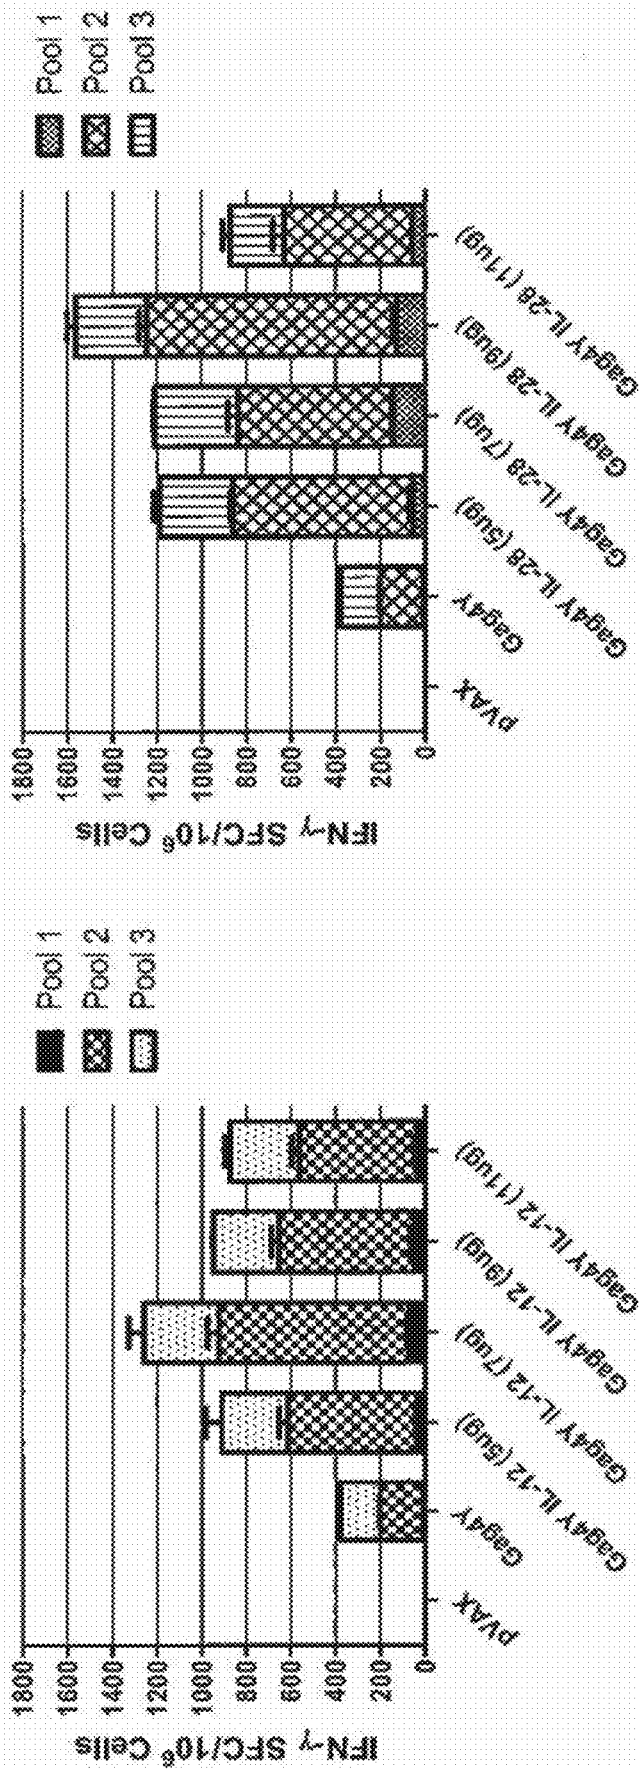 1800
1600
1400
1200
1000
800
600
400
200
0
IFN-γ SFC/10⁶ Cells
pVAX
Gag4Y
Gag4Y IL-12 (5ug)
Gag4Y IL-12 (7ug)
Gag4Y IL-12 (9ug)
Gag4Y IL-12 (11ug)
Pool 1
Pool 2
Pool 3
1800
1600
1400
1200
1000
800
600
400
200
0
IFN-γ SFC/10⁶ Cells
pVAX
Gag4Y
Gag4Y IL-28 (5ug)
Gag4Y IL-28 (7ug)
Gag4Y IL-28 (9ug)
Gag4Y IL-28 (11ug)
Pool 1
Pool 2
Pool 3